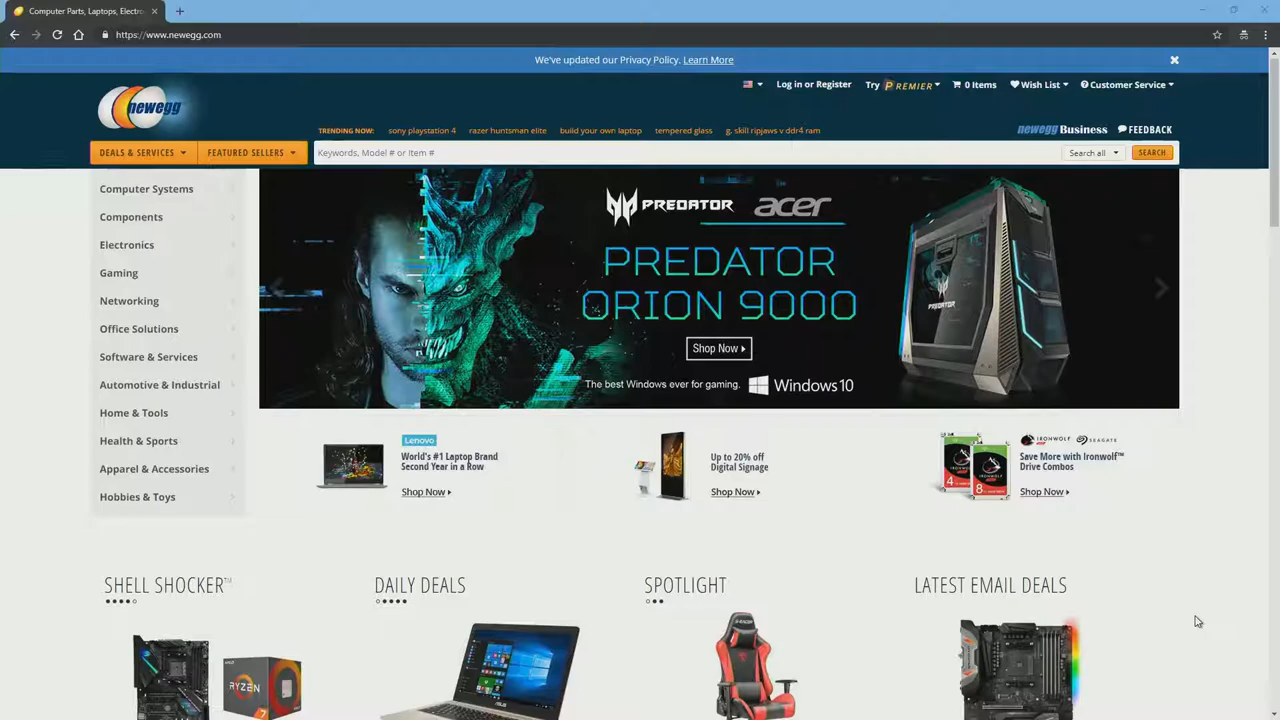 Computer Parts, Laptops, Electro
https://www.newegg.com
We've updated our Privacy Policy. Learn More
Log in or Register
Try PREMIER
0 Items
Wish List
Customer Service
newegg
TRENDING NOW: sony playstation 4 razer huntsman elite build your own laptop tempered glass g. skill ripjaws v ddr4 ram
newegg Business
FEEDBACK
DEALS & SERVICES
FEATURED SELLERS
Keywords, Model # or Item #
Search all
SEARCH
Computer Systems
Components
Electronics
Gaming
Networking
Office Solutions
Software & Services
Automotive & Industrial
Home & Tools
Health & Sports
Apparel & Accessories
Hobbies & Toys
PREDATOR acer
PREDATOR
ORION 9000
Shop Now
The best Windows ever for gaming. Windows 10
PREDATOR
Lenovo
World's #1 Laptop Brand
Second Year in a Row
Shop Now
Up to 20% off
Digital Signage
Shop Now
4
8
IRONWOLF SEAGATE
Save More with Ironwolf™
Drive Combos
Shop Now
SHELL SHOCKER™
DAILY DEALS
SPOTLIGHT
LATEST EMAIL DEALS
RYZEN
7